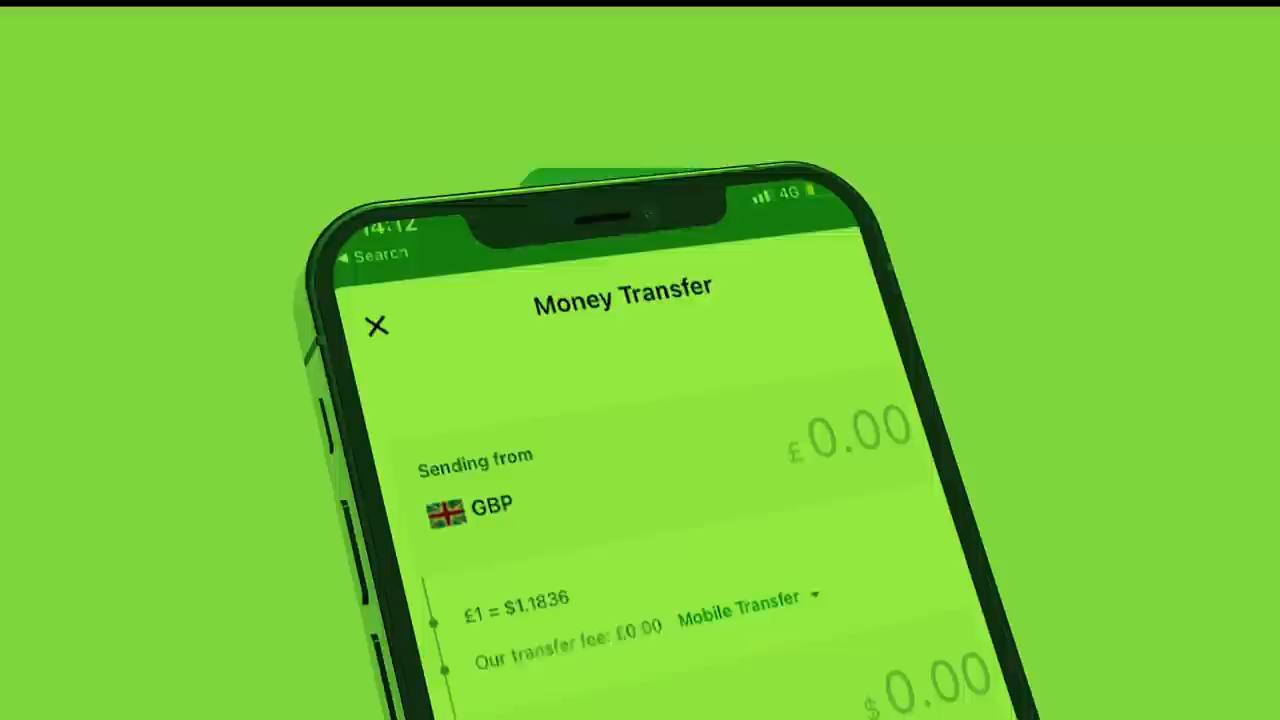 14:12
4G
Search
Money Transfer
£0.00
Sending from
GBP
£1 = $1.1836
Our transfer fee: £0.00 Mobile Transfer
$0.00